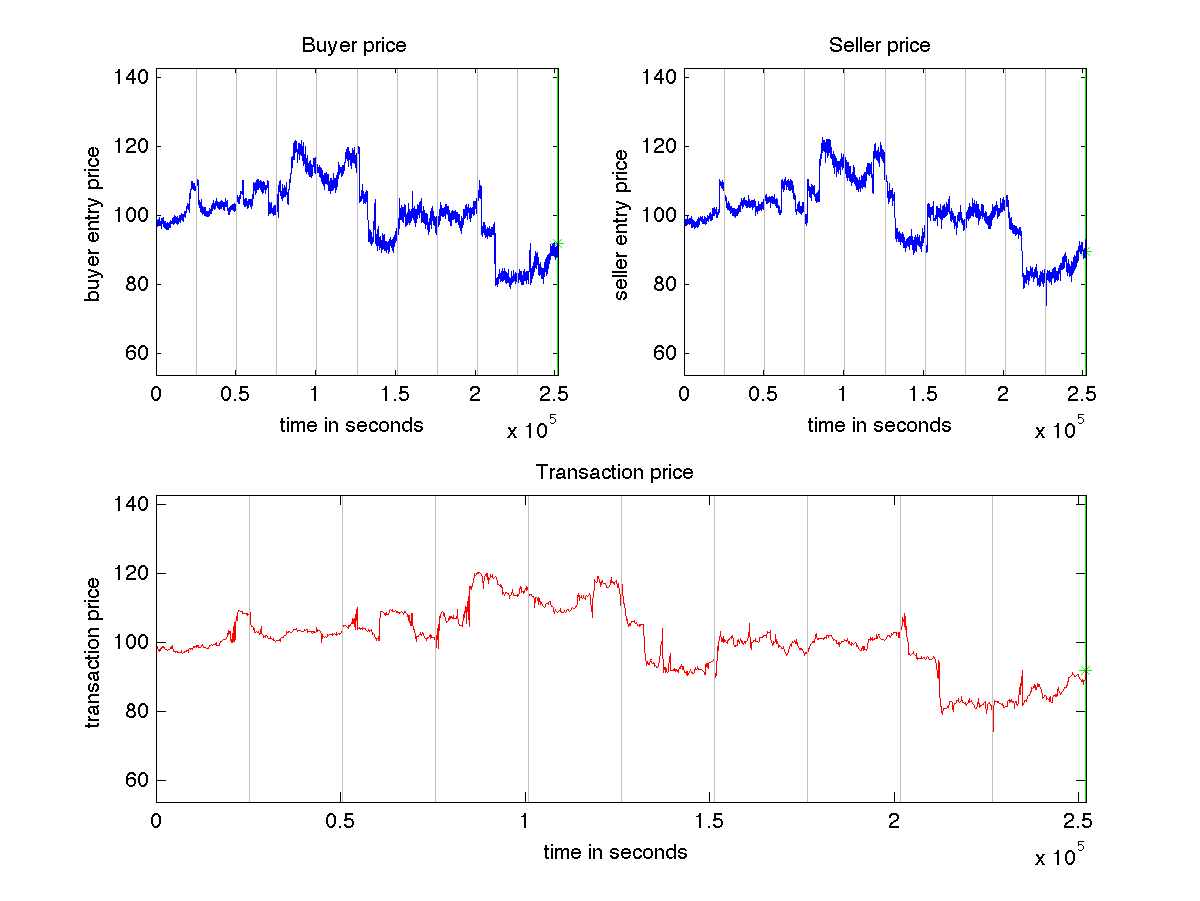 Buyer price
140
120
100
80
60
buyer entry price
0 0.5 1 1.5 2 2.5
time in seconds
x 10^5
Seller price
140
120
100
80
60
seller entry price
0 0.5 1 1.5 2 2.5
time in seconds
x 10^5
Transaction price
140
120
100
80
60
transaction price
0 0.5 1 1.5 2 2.5
time in seconds
x 10^5